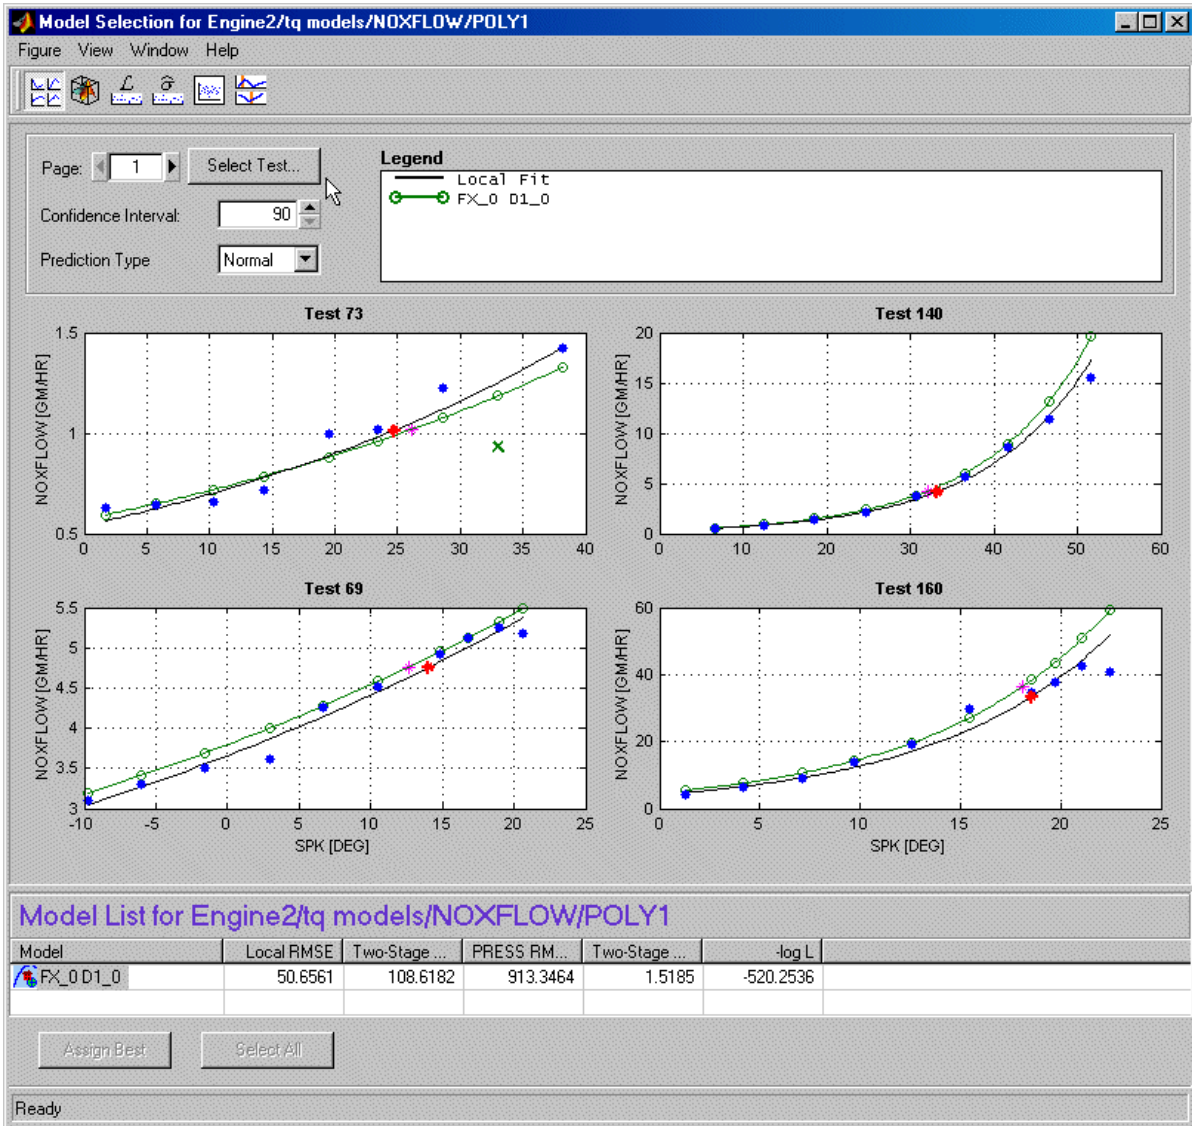 Model Selection for Engine2/tq models/NOXFLOW/POLY1
Figure View Window Help
Page: 1 Select Test...
Confidence Interval: 90
Prediction Type Normal
Legend
Local Fit
FX_0 D1_0
Test 73
NOXFLOW [GM/HR]
1.5
1
0.5
0 5 10 15 20 25 30 35 40
Test 140
NOXFLOW [GM/HR]
20
15
10
5
0
0 10 20 30 40 50 60
Test 69
NOXFLOW [GM/HR]
5.5
5
4.5
4
3.5
3
-10 -5 0 5 10 15 20 25
SPK [DEG]
Test 160
NOXFLOW [GM/HR]
60
40
20
0
0 5 10 15 20 25
SPK [DEG]
Model List for Engine2/tq models/NOXFLOW/POLY1
Model Local RMSE Two-Stage ... PRESS RM... Two-Stage ... -log L
FX_0 D1_0 50.6561 108.6182 913.3464 1.5185 -520.2536
Assign Best Select All
Ready